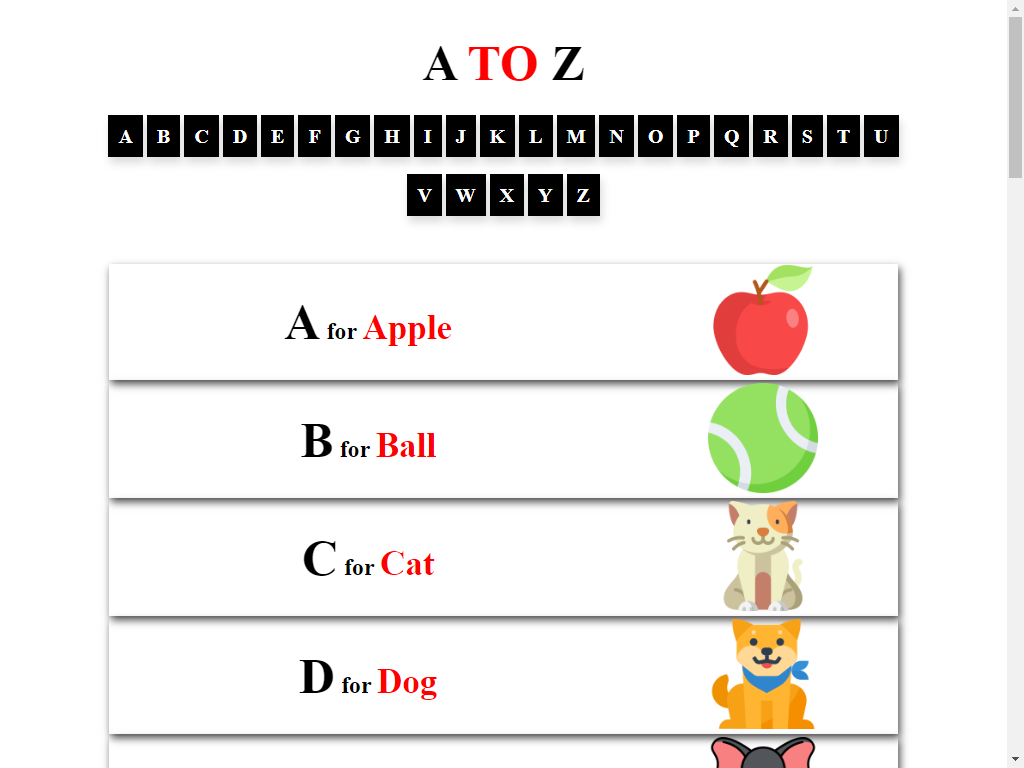 A TO Z
A B C D E F G H I J K L M N O P Q R S T U
V W X Y Z
A for Apple
B for Ball
C for Cat
D for Dog